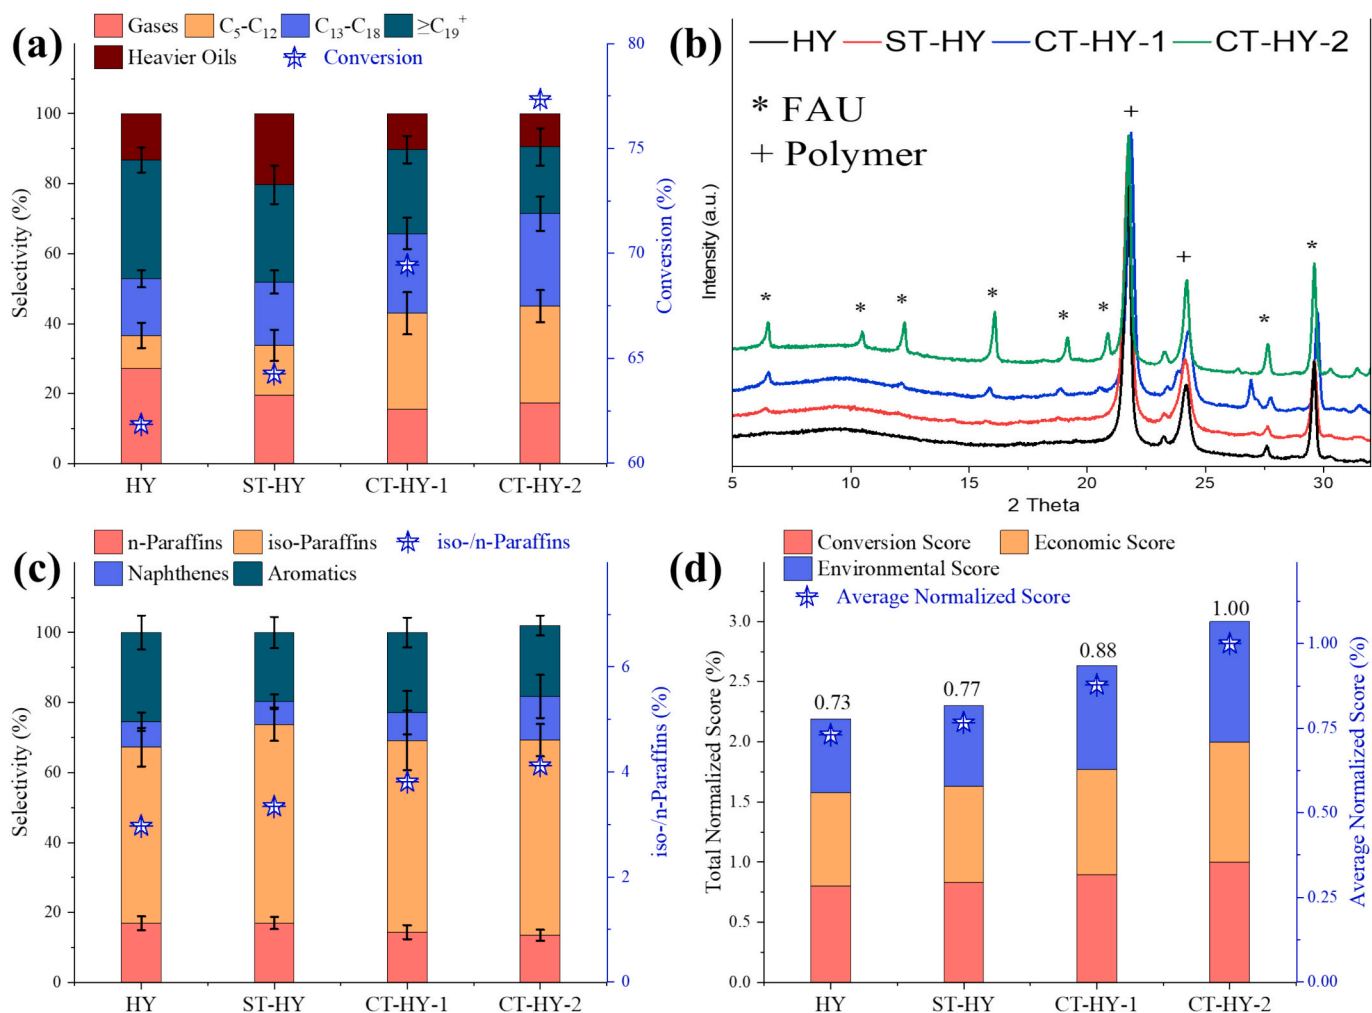 (a)
Gases C₅-C₁₂ C₁₃-C₁₈ ≥C₁₉⁺
Heavier Oils Conversion
Selectivity (%)
100
80
60
40
20
0
HY ST-HY CT-HY-1 CT-HY-2
80
75
70
65
60
Conversion (%)
(b)
HY ST-HY CT-HY-1 CT-HY-2
* FAU
+ Polymer
Intensity (a.u.)
* * * * * * + + * *
5 10 15 20 25 30
2 Theta
(c)
n-Paraffins iso-Paraffins iso-/n-Paraffins
Naphthenes Aromatics
Selectivity (%)
100
80
60
40
20
0
HY ST-HY CT-HY-1 CT-HY-2
6
4
2
0
iso-/n-Paraffins (%)
(d)
Conversion Score Economic Score
Environmental Score
Average Normalized Score
Total Normalized Score (%)
3.0
2.5
2.0
1.5
1.0
0.5
0.0
0.73 0.77 0.88 1.00
HY ST-HY CT-HY-1 CT-HY-2
1.00
0.75
0.50
0.25
0.00
Average Normalized Score (%)